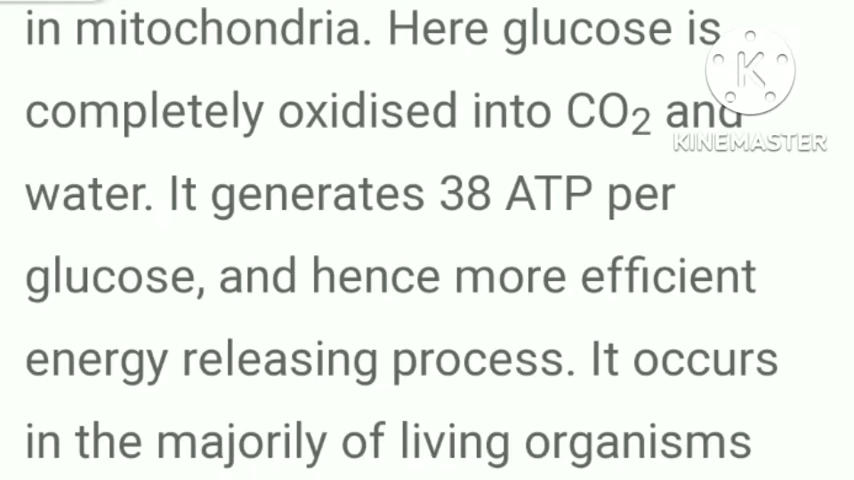 in mitochondria. Here glucose is
completely oxidised into CO₂ and
KINEMASTER
water. It generates 38 ATP per
glucose, and hence more efficient
energy releasing process. It occurs
in the majorily of living organisms